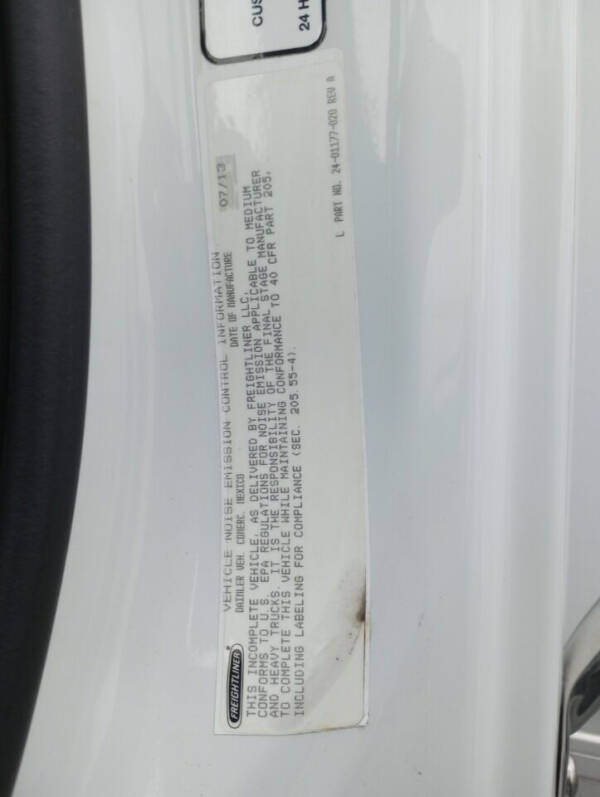 CUS
24 H
VEHICLE NOISE EMISSION CONTROL INFORMATION
FREIGHTLINER
DAIMLER VEH. COMERC. MEXICO DATE OF MANUFACTURE 07/13
THIS INCOMPLETE VEHICLE, AS DELIVERED BY FREIGHTLINER LLC,
CONFORMS TO U.S. EPA REGULATIONS FOR NOISE EMISSION APPLICABLE TO MEDIUM
AND HEAVY TRUCKS. IT IS THE RESPONSIBILITY OF THE FINAL STAGE MANUFACTURER
TO COMPLETE THIS VEHICLE WHILE MAINTAINING CONFORMANCE TO 40 CFR PART 205,
INCLUDING LABELING FOR COMPLIANCE (SEC. 205.55-4).
L PART NO. 24-01177-020 REV A